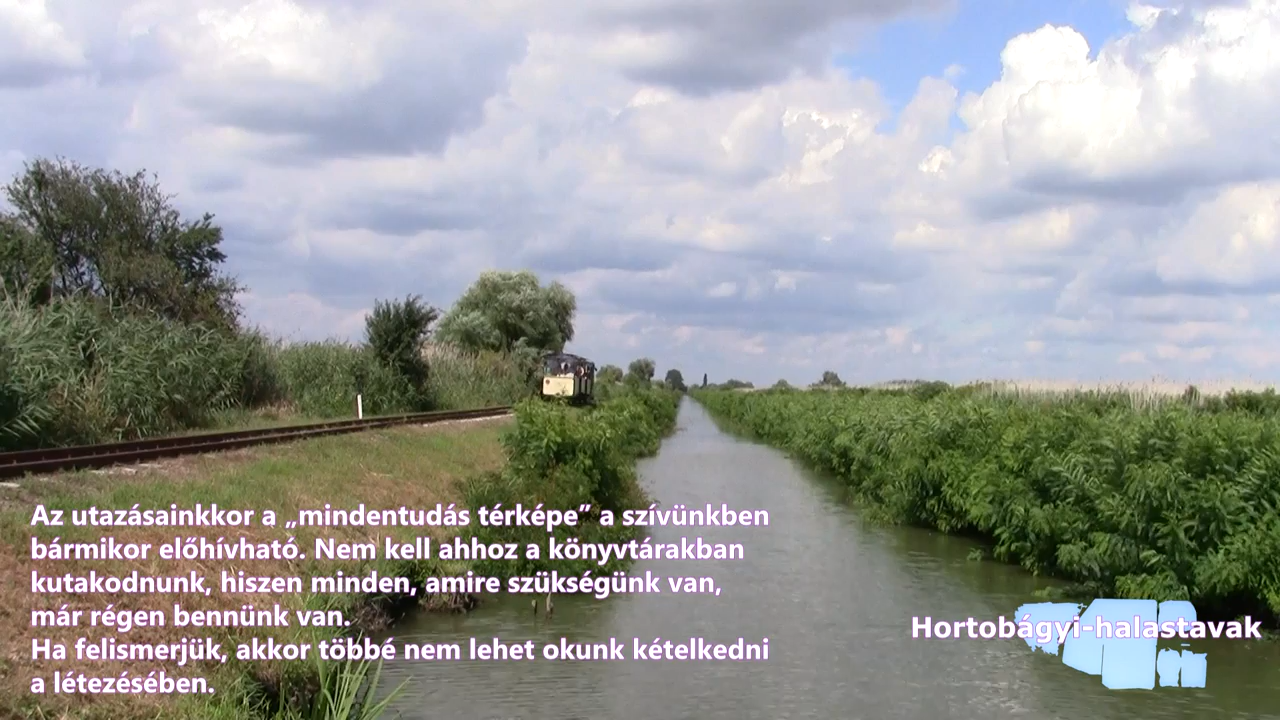 Az utazásainkkor a „mindentudás térképe” a szívünkben
bármikor előhívható. Nem kell ahhoz a könyvtárakban
kutakodnunk, hiszen minden, amire szükségünk van,
már régen bennünk van.
Ha felismerjük, akkor többé nem lehet okunk kételkedni
a létezésében.
Hortobágyi-halastavak